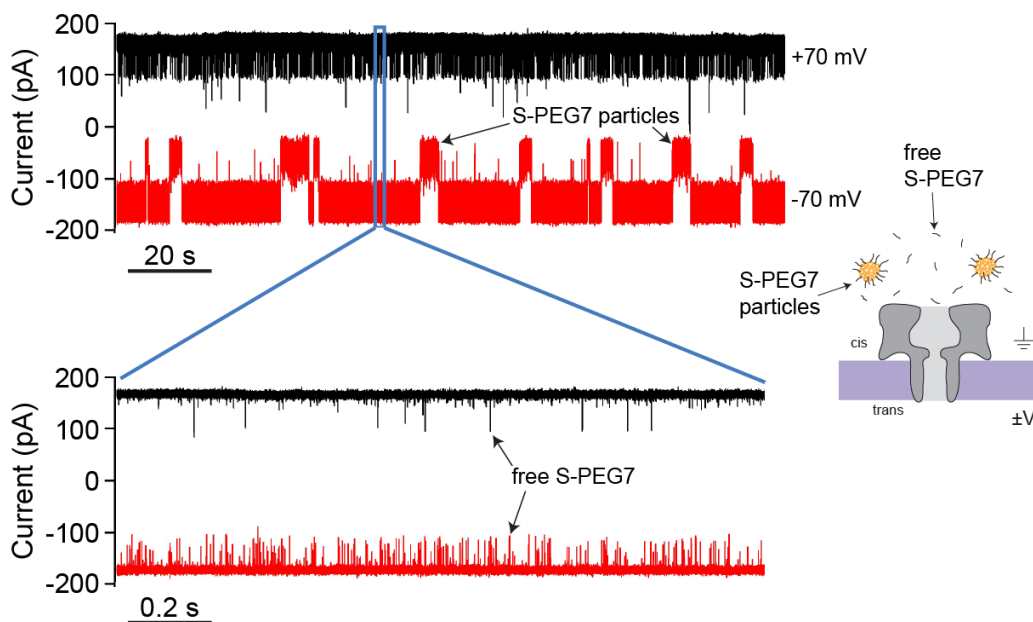 200
100
0
-100
-200
Current (pA)
+70 mV
S-PEG7 particles
-70 mV
20 s
free
S-PEG7
S-PEG7
particles
cis
trans
±V
200
100
0
-100
-200
Current (pA)
free S-PEG7
0.2 s